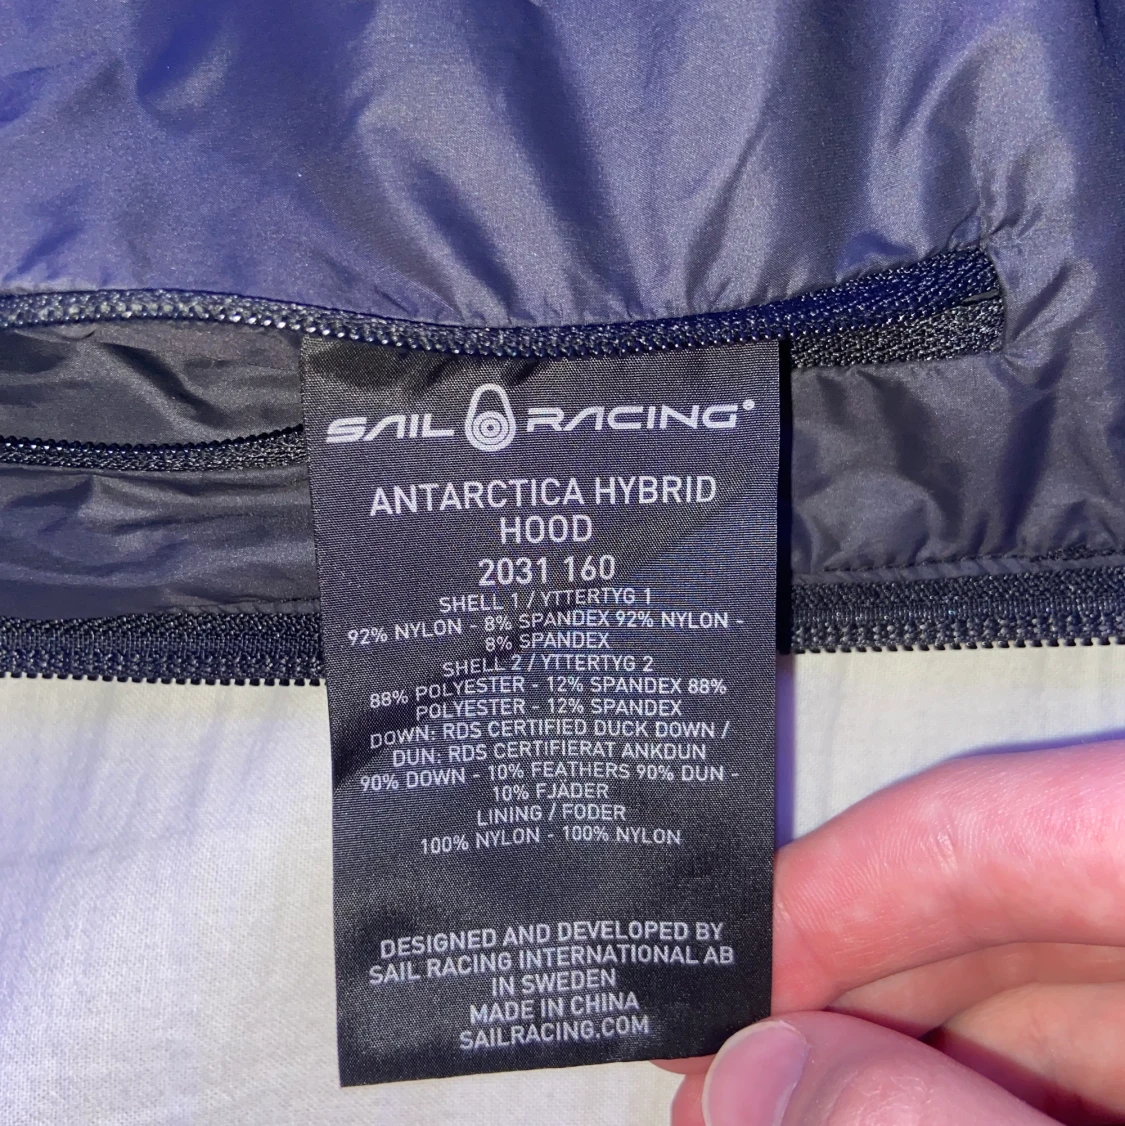 SAIL RACING
ANTARCTICA HYBRID
HOOD
2031 160
SHELL 1 / YTTERTYG 1
92% NYLON - 8% SPANDEX 92% NYLON -
8% SPANDEX
SHELL 2 / YTTERTYG 2
88% POLYESTER - 12% SPANDEX 88%
POLYESTER - 12% SPANDEX
DOWN: RDS CERTIFIED DUCK DOWN /
DUN: RDS CERTIFIERAT ANKDUN
90% DOWN - 10% FEATHERS 90% DUN -
10% FJÄDER
LINING / FODER
100% NYLON - 100% NYLON
DESIGNED AND DEVELOPED BY
SAIL RACING INTERNATIONAL AB
IN SWEDEN
MADE IN CHINA
SAILRACING.COM